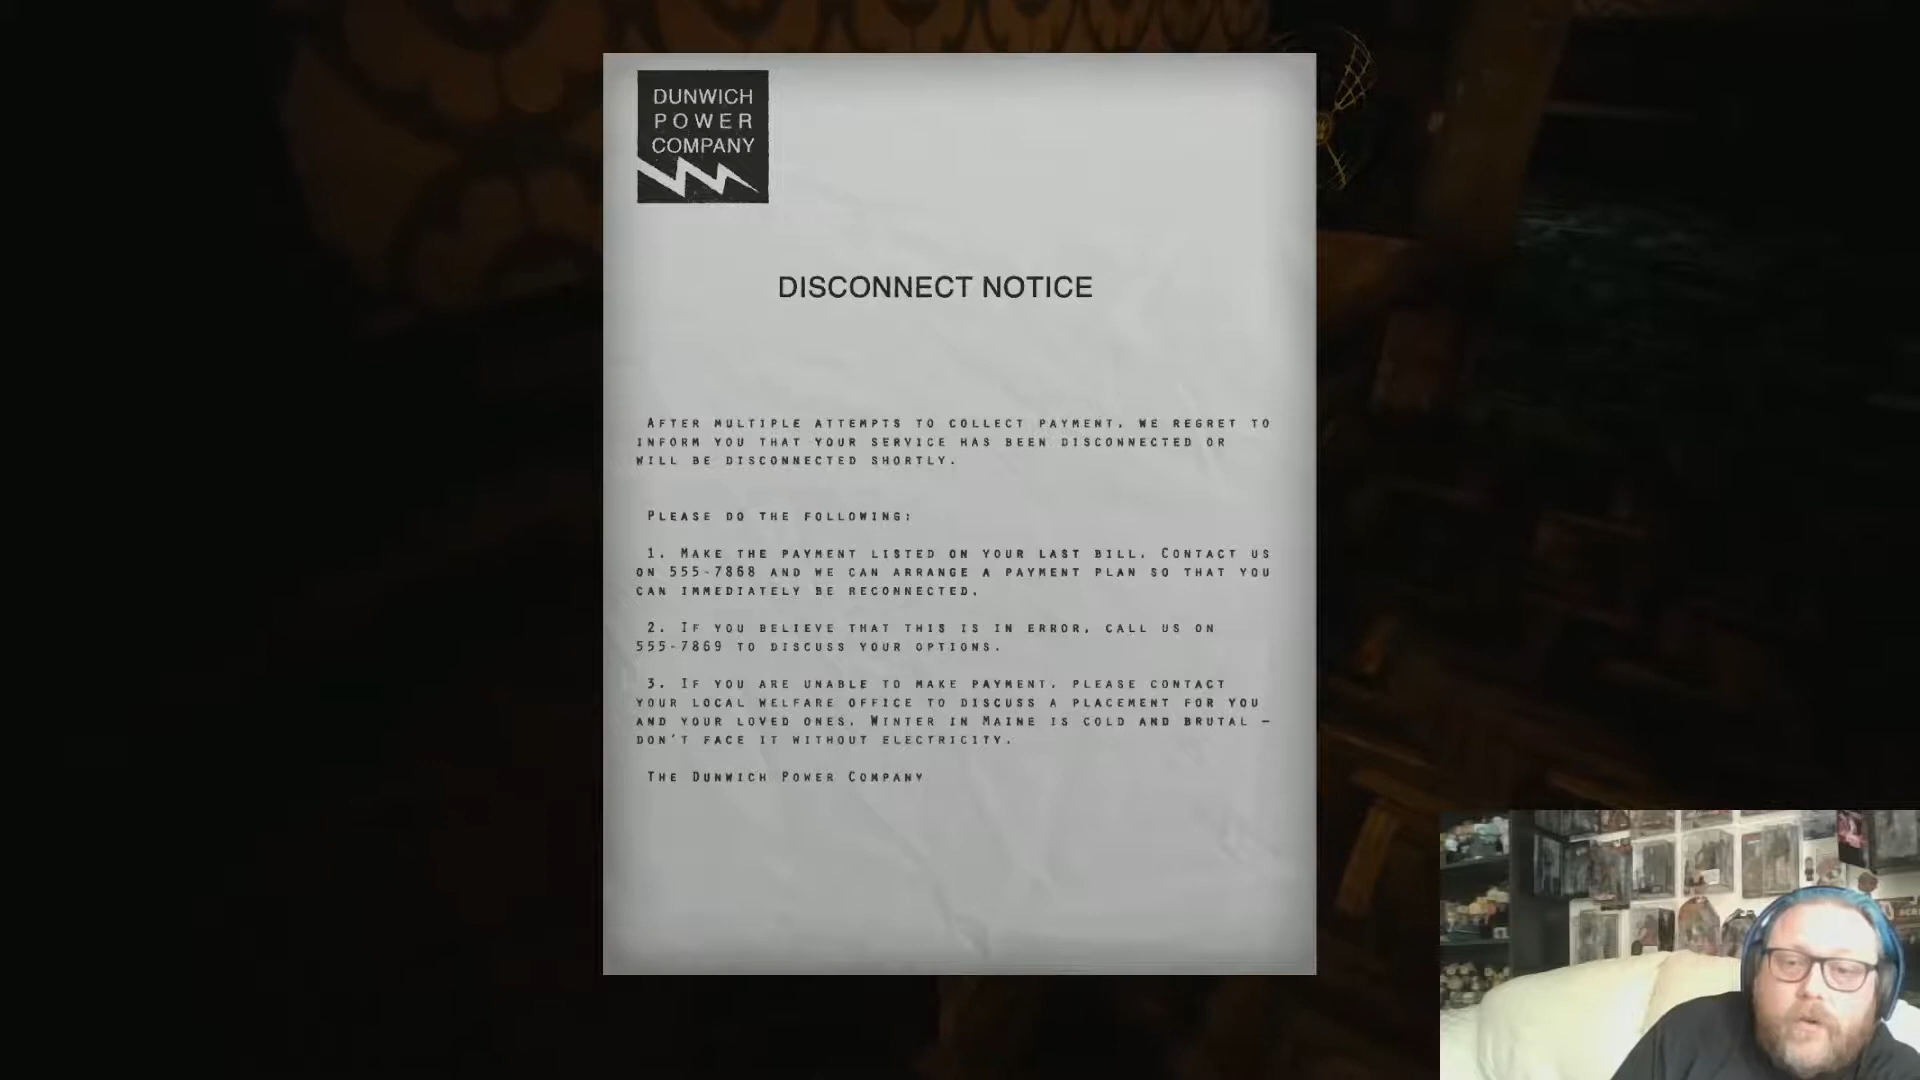 DUNWICH
POWER
COMPANY
DISCONNECT NOTICE
AFTER MULTIPLE ATTEMPTS TO COLLECT PAYMENT, WE REGRET TO
INFORM YOU THAT YOUR SERVICE HAS BEEN DISCONNECTED OR
WILL BE DISCONNECTED SHORTLY.
PLEASE DO THE FOLLOWING:
1. MAKE THE PAYMENT LISTED ON YOUR LAST BILL. CONTACT US
ON 555-7868 AND WE CAN ARRANGE A PAYMENT PLAN SO THAT YOU
CAN IMMEDIATELY BE RECONNECTED.
2. IF YOU BELIEVE THAT THIS IS IN ERROR, CALL US ON
555-7869 TO DISCUSS YOUR OPTIONS.
3. IF YOU ARE UNABLE TO MAKE PAYMENT, PLEASE CONTACT
YOUR LOCAL WELFARE OFFICE TO DISCUSS A PLACEMENT FOR YOU
AND YOUR LOVED ONES. WINTER IN MAINE IS COLD AND BRUTAL –
DON'T FACE IT WITHOUT ELECTRICITY.
THE DUNWICH POWER COMPANY